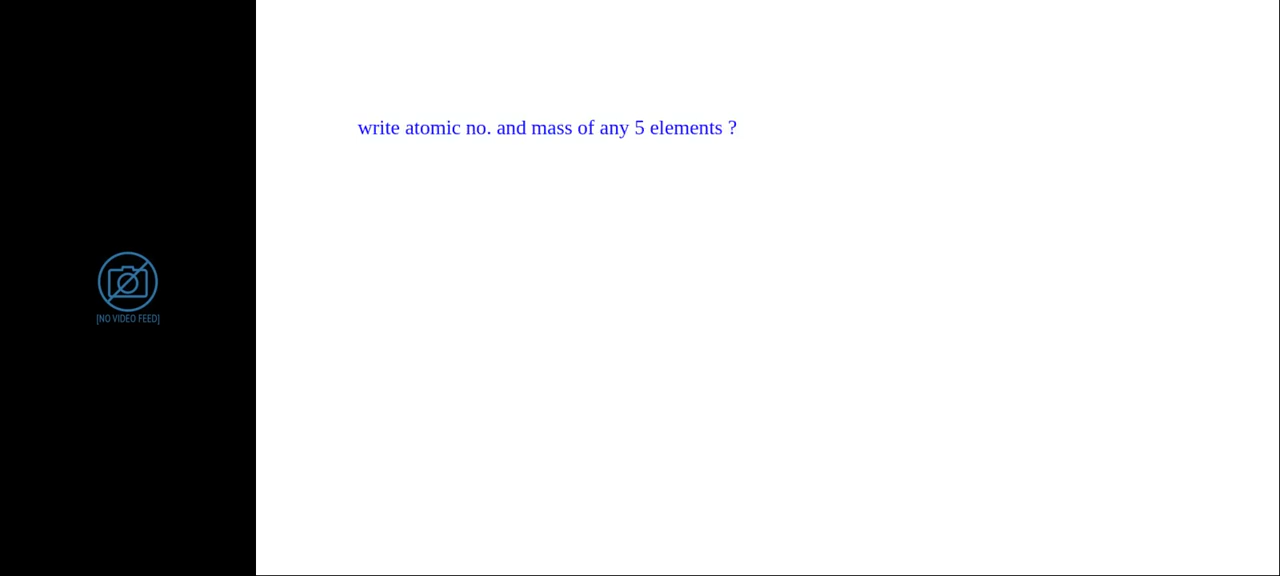 write atomic no. and mass of any 5 elements ?
[NO VIDEO FEED]